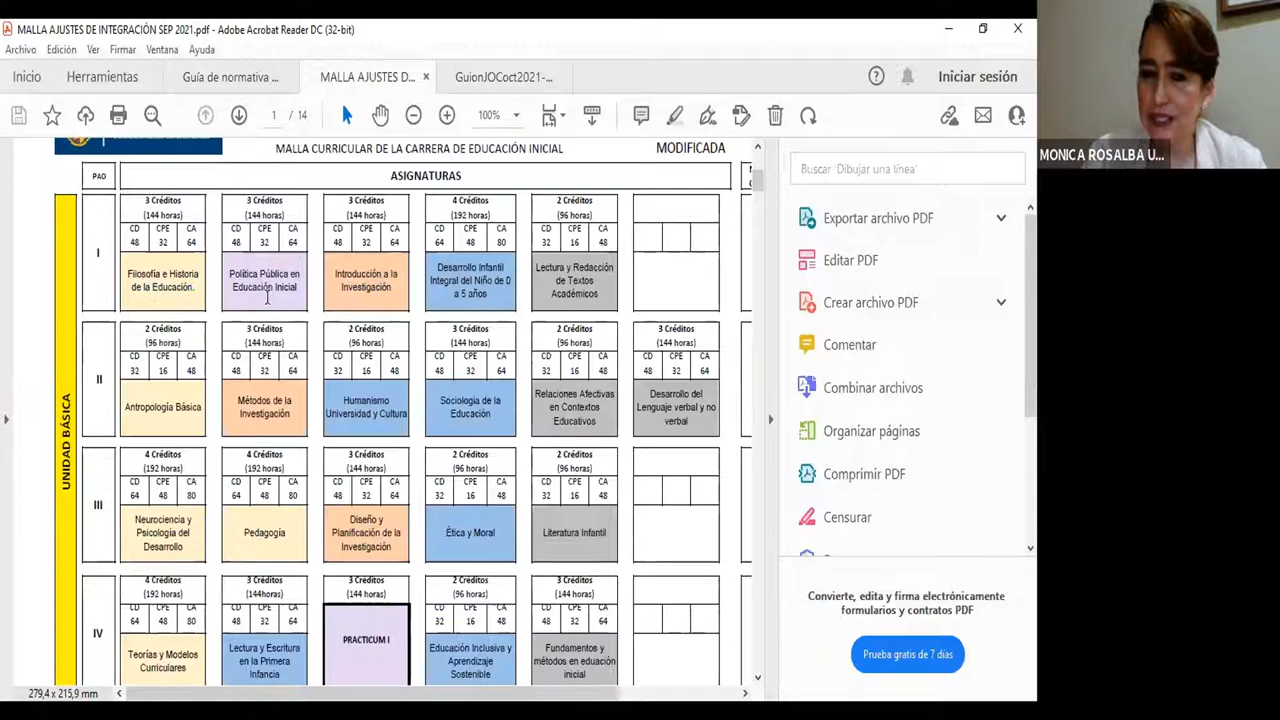 MALLA AJUSTES DE INTEGRACIÓN SEP 2021.pdf - Adobe Acrobat Reader DC (32-bit)
Archivo Edición Ver Firmar Ventana Ayuda
Inicio Herramientas Guía de normativa ... MALLA AJUSTES D... × GuionJOCoct2021-... Iniciar sesión
1 / 14 100%
MALLA CURRICULAR DE LA CARRERA DE EDUCACIÓN INICIAL MODIFICADA
PAO ASIGNATURAS
UNIDAD BÁSICA
I
3 Créditos 3 Créditos 3 Créditos 4 Créditos 2 Créditos
(144 horas) (144 horas) (144 horas) (192 horas) (96 horas)
CD CPE CA CD CPE CA CD CPE CA CD CPE CA CD CPE CA
48 32 64 48 32 64 48 32 64 64 48 80 32 16 48
Filosofía e Historia
de la Educación.
Política Pública en
Educación Inicial
Introducción a la
Investigación
Desarrollo Infantil
Integral del Niño de 0
a 5 años
Lectura y Redacción
de Textos
Académicos
II
2 Créditos 3 Créditos 2 Créditos 3 Créditos 2 Créditos 3 Créditos
(96 horas) (144 horas) (96 horas) (144 horas) (96 horas) (144 horas)
CD CPE CA CD CPE CA CD CPE CA CD CPE CA CD CPE CA CD CPE CA
32 16 48 48 32 64 32 16 48 48 32 64 32 16 48 48 32 64
Antropología Básica
Métodos de la
Investigación
Humanismo
Universidad y Cultura
Sociologia de la
Educación
Relaciones Afectivas
en Contextos
Educativos
Desarrollo del
Lenguaje verbal y no
verbal
III
4 Créditos 4 Créditos 3 Créditos 2 Créditos 2 Créditos
(192 horas) (192 horas) (144 horas) (96 horas) (96 horas)
CD CPE CA CD CPE CA CD CPE CA CD CPE CA CD CPE CA
64 48 80 64 48 80 48 32 64 32 16 48 32 16 48
Neurociencia y
Psicología del
Desarrollo
Pedagogía
Diseño y
Planificación de la
Investigación
Ética y Moral
Literatura Infantil
IV
4 Créditos 3 Créditos 3 Créditos 2 Créditos 3 Créditos
(192 horas) (144horas) (144 horas) (96 horas) (144 horas)
CD CPE CA CD CPE CA CD CPE CA CD CPE CA
64 48 80 48 32 64 32 16 48 48 32 64
Teorías y Modelos
Curriculares
Lectura y Escritura
en la Primera
Infancia
PRACTICUM I
Educación Inclusiva y
Aprendizaje
Sostenible
Fundamentos y
métodos en eduación
inicial
279,4 x 215,9 mm
Buscar 'Dibujar una línea'
Exportar archivo PDF
Editar PDF
Crear archivo PDF
Comentar
Combinar archivos
Organizar páginas
Comprimir PDF
Censurar
Convierte, edita y firma electrónicamente
formularios y contratos PDF
Prueba gratis de 7 días
MONICA ROSALBA U...